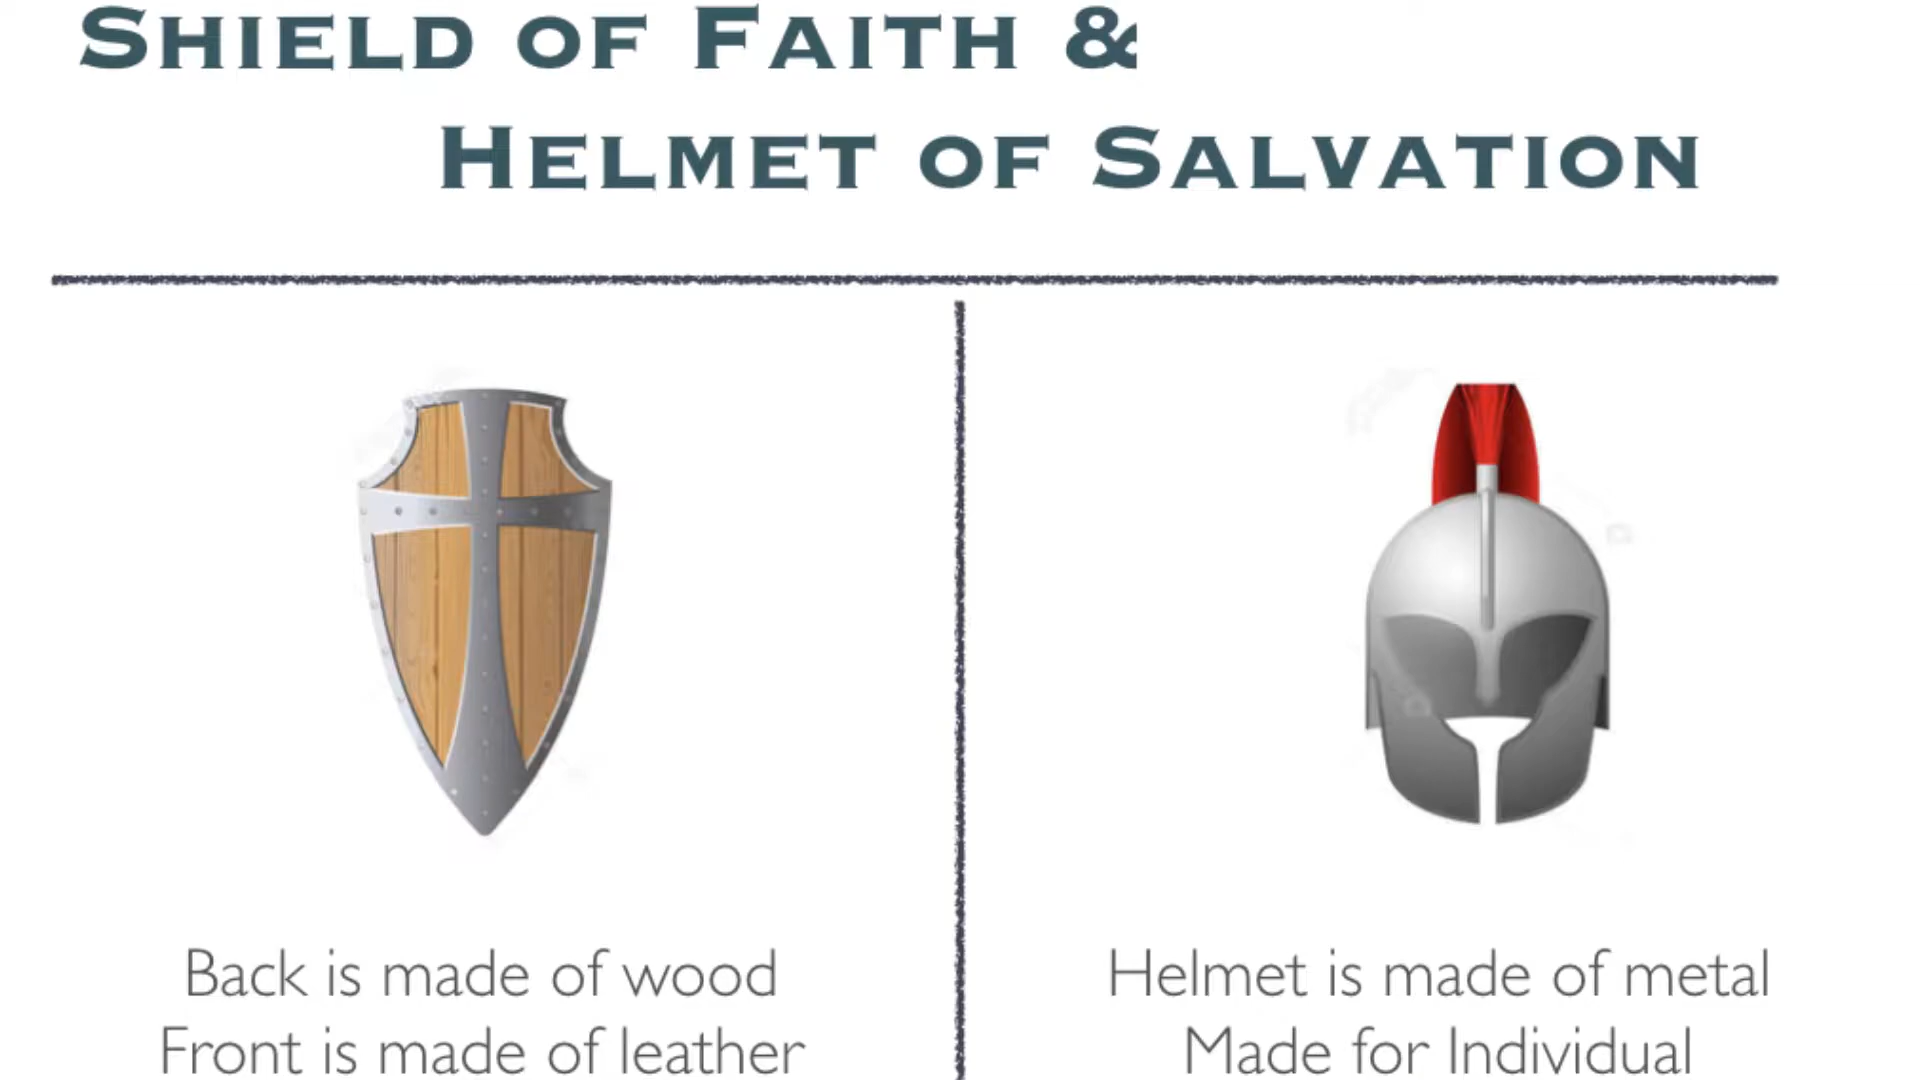 SHIELD OF FAITH &
HELMET OF SALVATION
Back is made of wood
Front is made of leather
Helmet is made of metal
Made for Individual